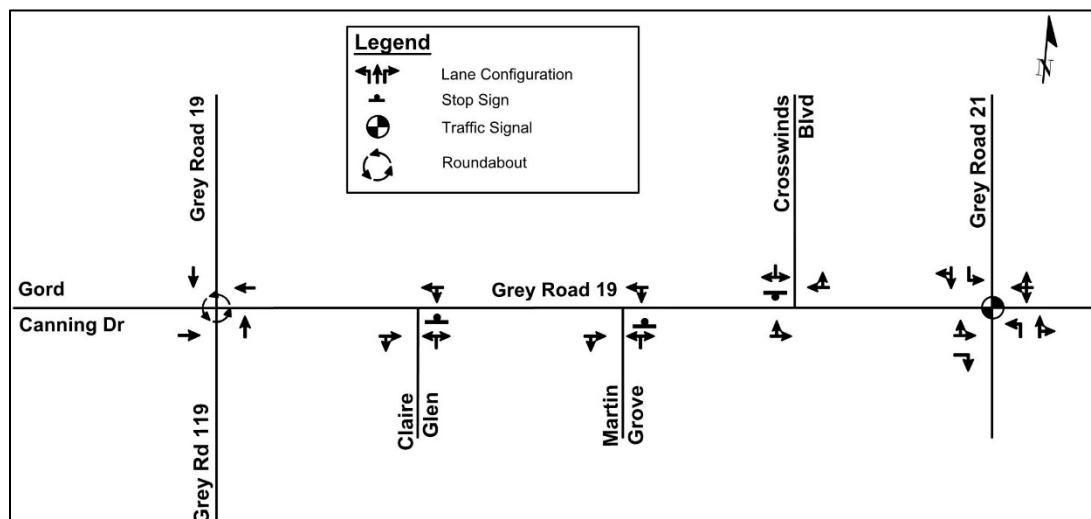 Legend
Lane Configuration
Stop Sign
Traffic Signal
Roundabout
N
Grey Road 19
Crosswinds
Blvd
Grey Road 21
Gord
Canning Dr
Grey Road 19
Claire
Glen
Martin
Grove
Grey Rd 119